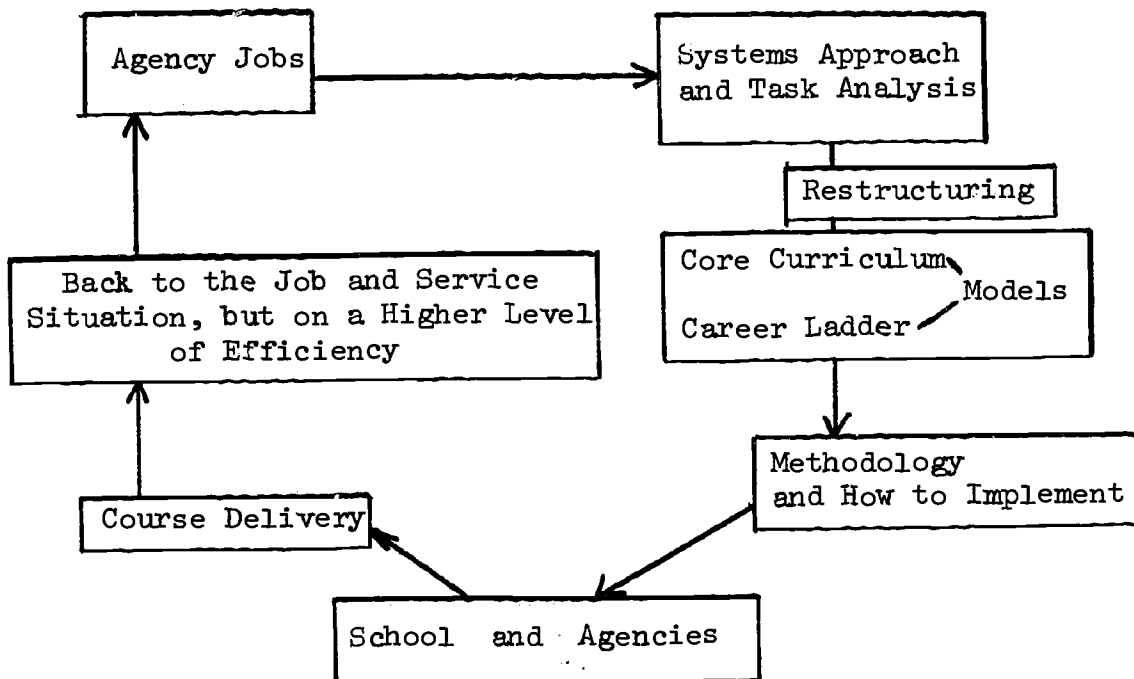 Agency Jobs
Systems Approach
and Task Analysis
Restructuring
Core Curriculum
Models
Career Ladder
Back to the Job and Service
Situation, but on a Higher Level
of Efficiency
Methodology
and How to Implement
Course Delivery
School and Agencies